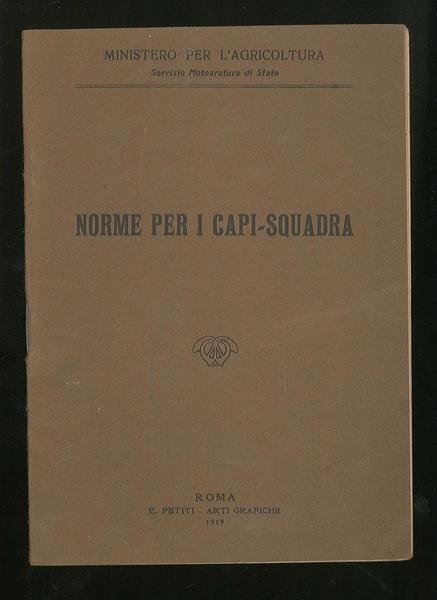 MINISTERO PER L'AGRICOLTURA
Servizio Motoaratura di Stato
NORME PER I CAPI-SQUADRA
ROMA
E. PETITI - ARTI GRAFICHE
1919